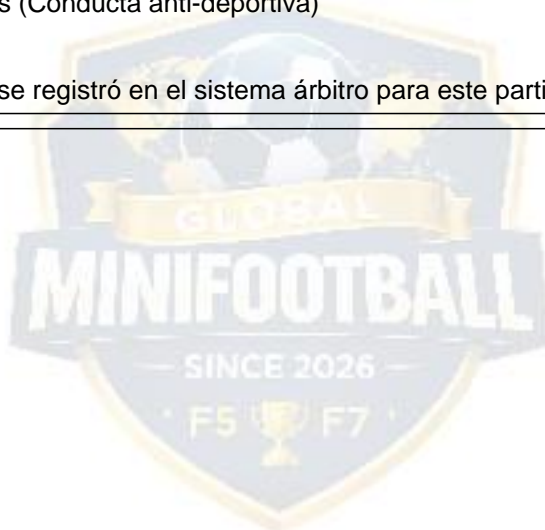 s (Conducta anti-deportiva)
se registró en el sistema árbitro para este parti
GLOBAL
MINIFOOTBALL
SINCE 2026
F5 F7